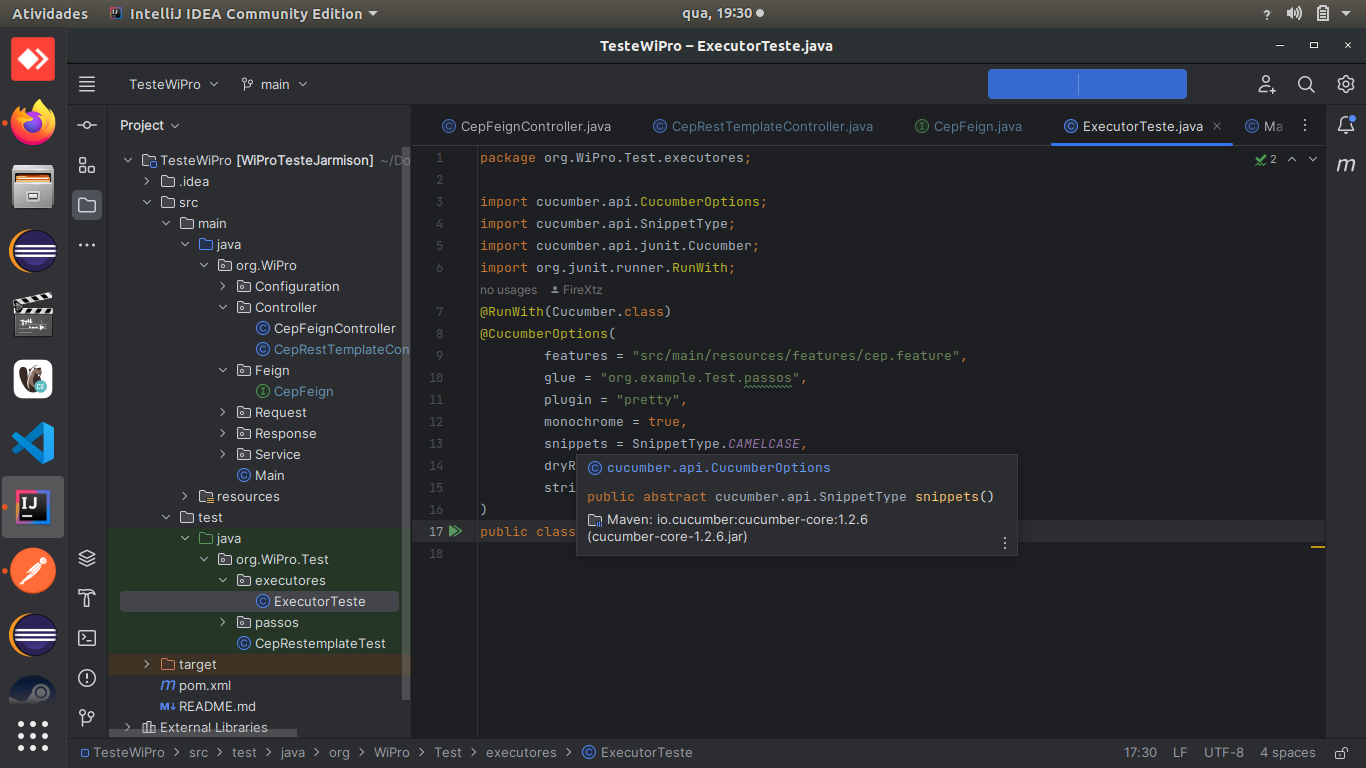 Atividades IntelliJ IDEA Community Edition qua, 19:30 ?
TesteWiPro – ExecutorTeste.java
TesteWiPro main
Project
CepFeignController.java CepRestTemplateController.java CepFeign.java ExecutorTeste.java Ma
TesteWiPro [WiProTesteJarmison] ~/Do
.idea
src
main
java
org.WiPro
Configuration
Controller
CepFeignController
CepRestTemplateCon
Feign
CepFeign
Request
Response
Service
Main
resources
test
java
org.WiPro.Test
executores
ExecutorTeste
passos
CepRestemplateTest
target
m pom.xml
M↓ README.md
External Libraries
1 package org.WiPro.Test.executores;
2
3 import cucumber.api.CucumberOptions;
4 import cucumber.api.SnippetType;
5 import cucumber.api.junit.Cucumber;
6 import org.junit.runner.RunWith;
no usages FireXtz
7 @RunWith(Cucumber.class)
8 @CucumberOptions(
9 features = "src/main/resources/features/cep.feature",
10 glue = "org.example.Test.passos",
11 plugin = "pretty",
12 monochrome = true,
13 snippets = SnippetType.CAMELCASE,
14 dryR
15 stri
16 )
17 public class
18
2
m
cucumber.api.CucumberOptions
public abstract cucumber.api.SnippetType snippets()
Maven: io.cucumber:cucumber-core:1.2.6
(cucumber-core-1.2.6.jar)
TesteWiPro > src > test > java > org > WiPro > Test > executores > ExecutorTeste 17:30 LF UTF-8 4 spaces